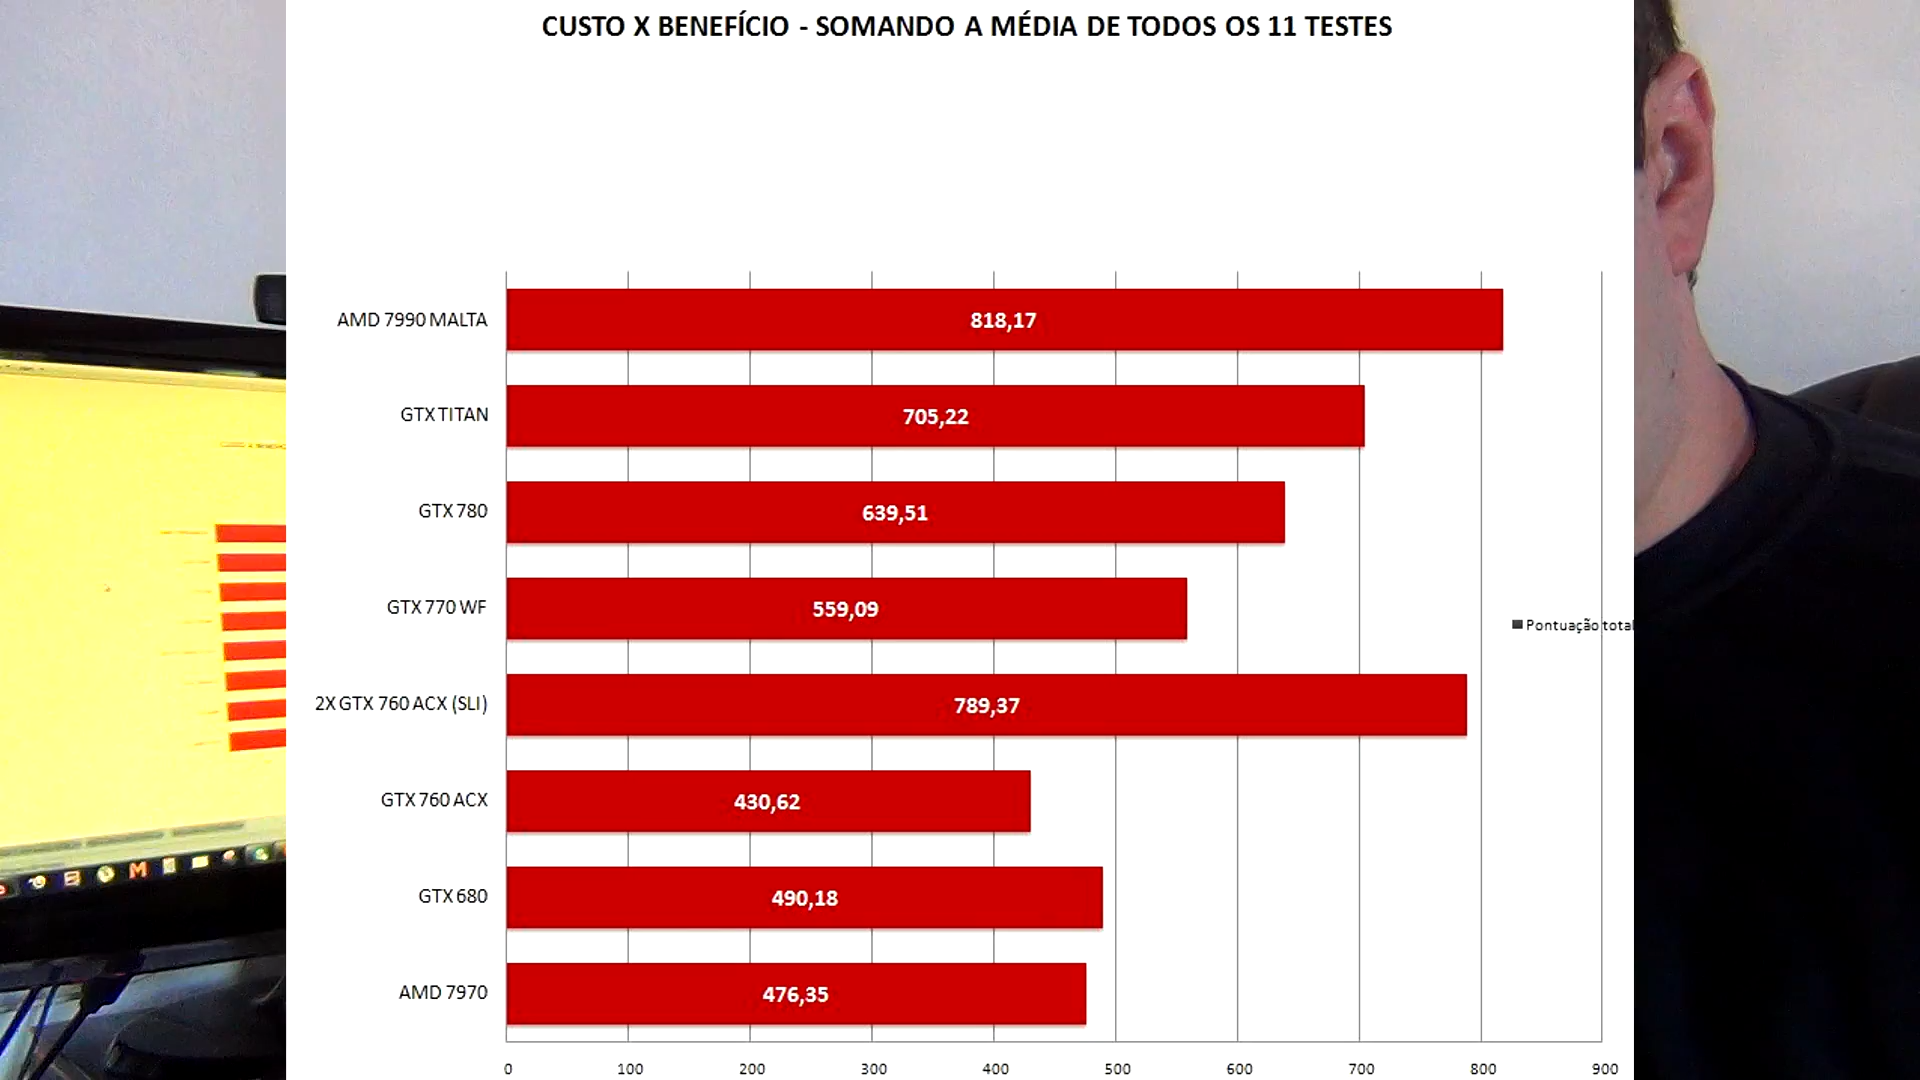 CUSTO X BENEFÍCIO - SOMANDO A MÉDIA DE TODOS OS 11 TESTES
AMD 7990 MALTA
818,17
GTX TITAN
705,22
GTX 780
639,51
GTX 770 WF
559,09
Pontuação total
2X GTX 760 ACX (SLI)
789,37
GTX 760 ACX
430,62
GTX 680
490,18
AMD 7970
476,35
0 100 200 300 400 500 600 700 800 900